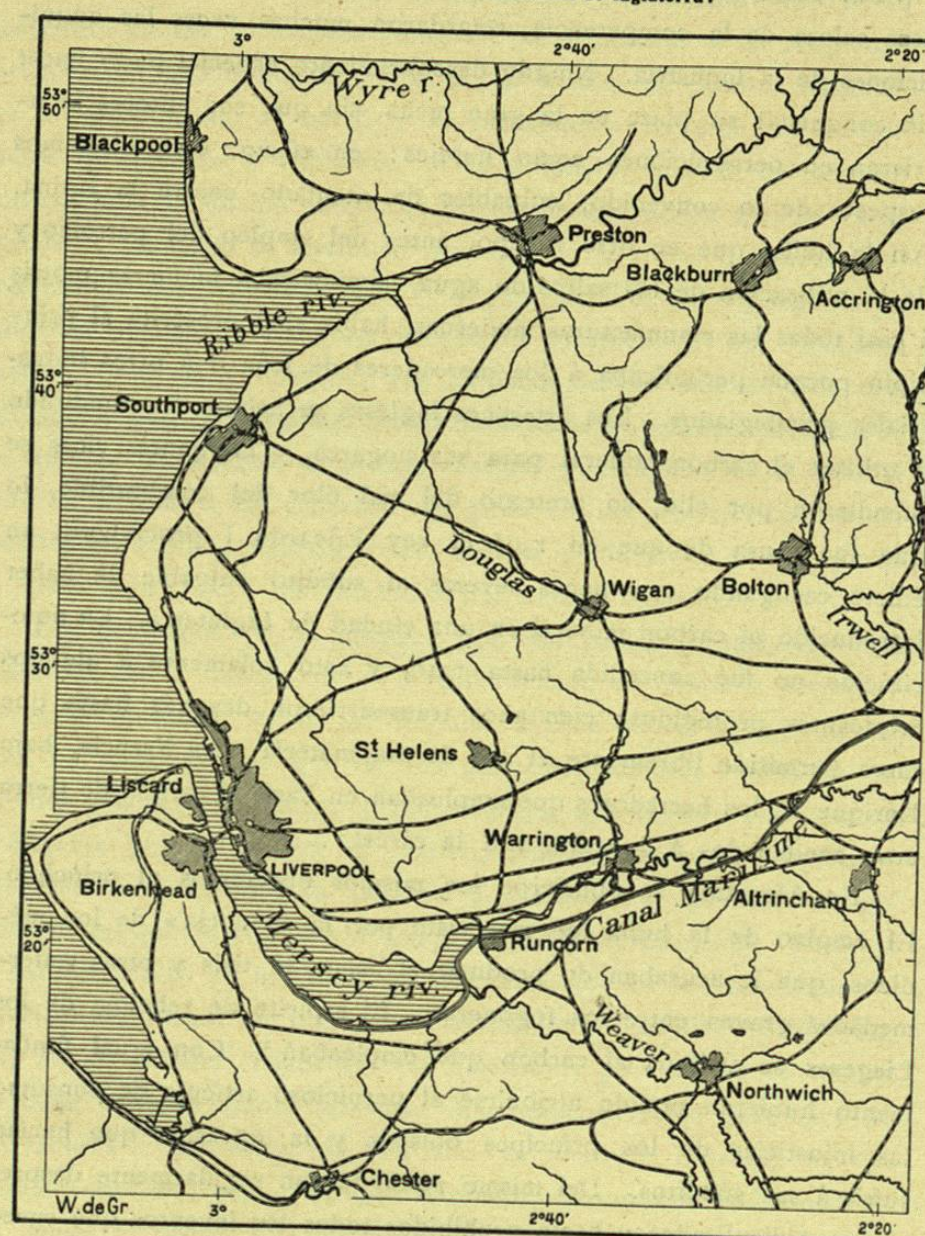 3°
2°40'
2°20'
Wyre r.
53°
50'
Blackpool
Preston
Blackburn
Accrington
Ribble riv.
53°
40'
Southport
Douglas
Wigan
Bolton
Irwell
53°
30'
St Helens
Liscard
Warrington
LIVERPOOL
Birkenhead
Canal Maritime
Altrincham
53°
20'
Runcorn
Mersey riv.
Weaver
Northwich
Chester
W.deGr.
3°
2°40'
2°20